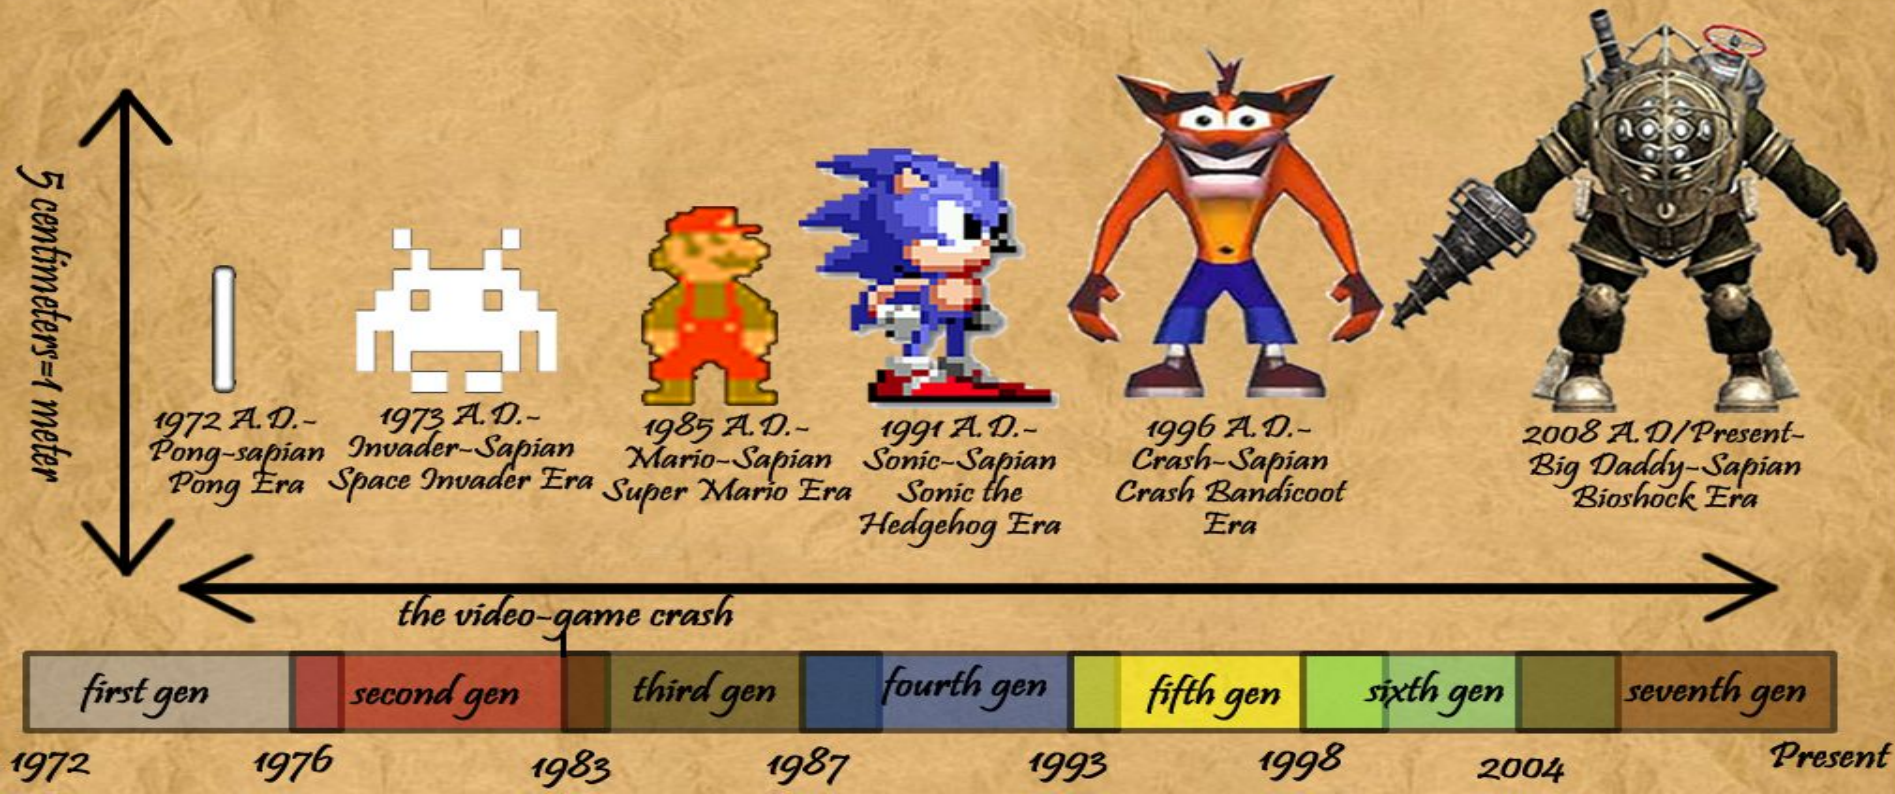 5 centimeters=1 meter
1972 A.D.-
Pong-sapian
Pong Era
1973 A.D.-
Invader-Sapian
Space Invader Era
1985 A.D.-
Mario-Sapian
Super Mario Era
1991 A.D.-
Sonic-Sapian
Sonic the
Hedgehog Era
1996 A.D.-
Crash-Sapian
Crash Bandicoot
Era
2008 A.D/Present-
Big Daddy-Sapian
Bioshock Era
the video-game crash
first gen
second gen
third gen
fourth gen
fifth gen
sixth gen
seventh gen
1972
1976
1983
1987
1993
1998
2004
Present